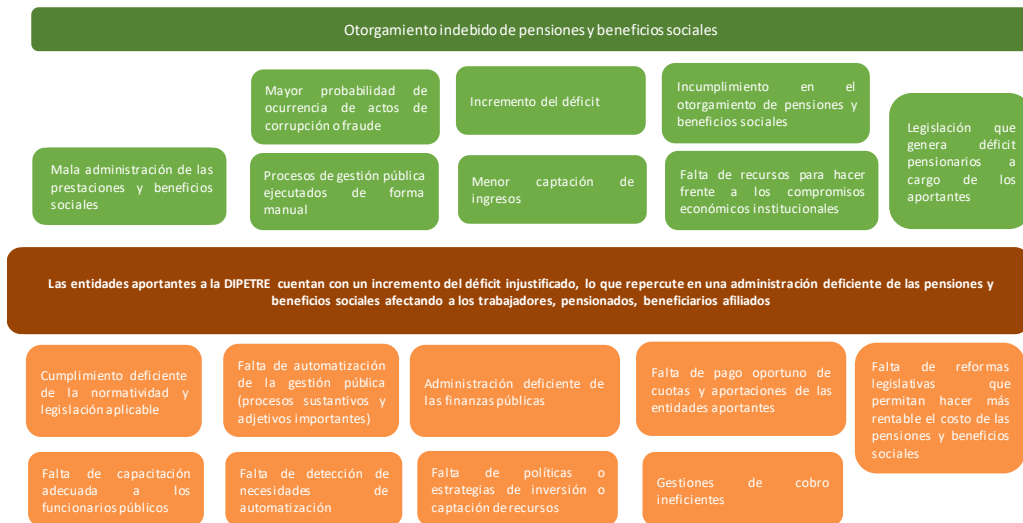 Otorgamiento indebido de pensiones y beneficios sociales
Mayor probabilidad de
ocurrencia de actos de
corrupción o fraude
Incremento del déficit
Incumplimiento en el
otorgamiento de pensiones y
beneficios sociales
Legislación que
genera déficit
pensionarios a
cargo de los
aportantes
Mala administración de las
prestaciones y beneficios
sociales
Procesos de gestión pública
ejecutados de forma
manual
Menor captación de
ingresos
Falta de recursos para hacer
frente a los compromisos
económicos institucionales
Las entidades aportantes a la DIPETRE cuentan con un incremento del déficit injustificado, lo que repercute en una administración deficiente de las pensiones y
beneficios sociales afectando a los trabajadores, pensionados, beneficiarios afiliados
Cumplimiento deficiente
de la normatividad y
legislación aplicable
Falta de automatización
de la gestión pública
(procesos sustantivos y
adjetivos importantes)
Administración deficiente de
las finanzas públicas
Falta de pago oportuno de
cuotas y aportaciones de las
entidades aportantes
Falta de reformas
legislativas que
permitan hacer más
rentable el costo de las
pensiones y beneficios
sociales
Falta de capacitación
adecuada a los
funcionarios públicos
Falta de detección de
necesidades de
automatización
Falta de políticas o
estrategias de inversión o
captación de recursos
Gestiones de cobro
ineficientes